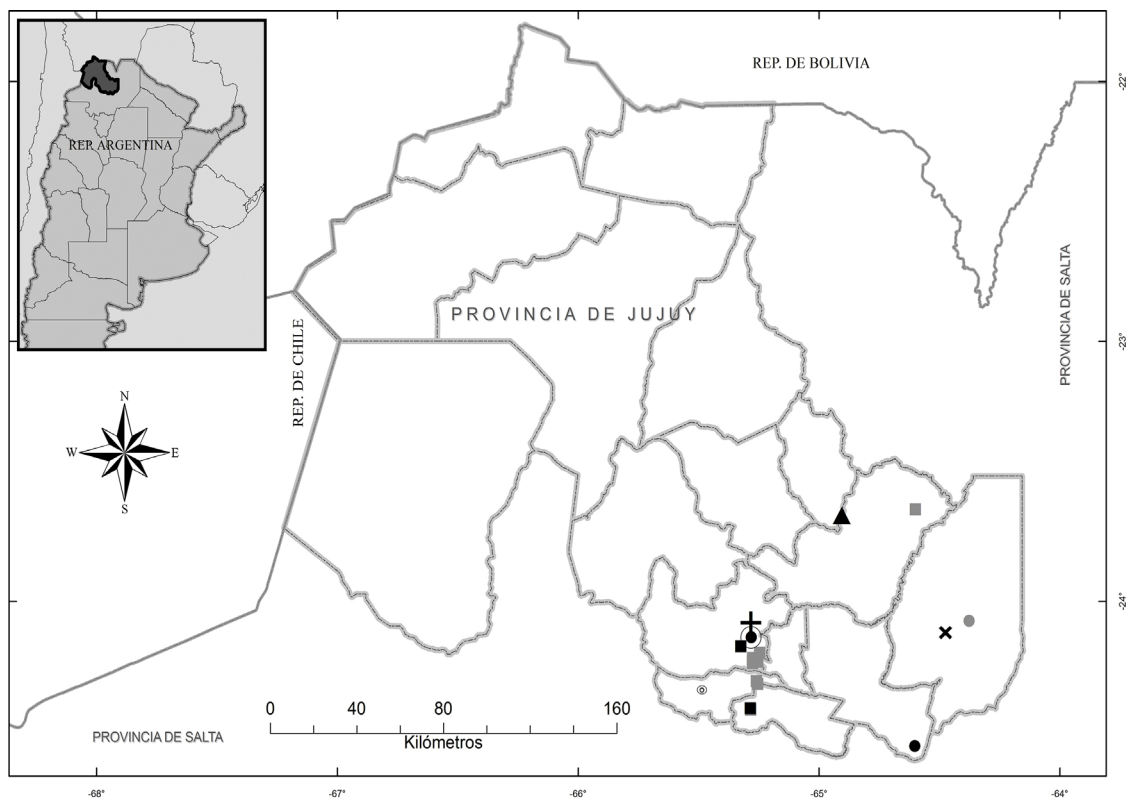 REP. ARGENTINA
REP. DE BOLIVIA
-22°
PROVINCIA DE SALTA
PROVINCIA DE JUJUY
REP. DE CHILE
-23°
N
W E
S
-24°
0 40 80 160
Kilómetros
PROVINCIA DE SALTA
-68° -67° -66° -65° -64°